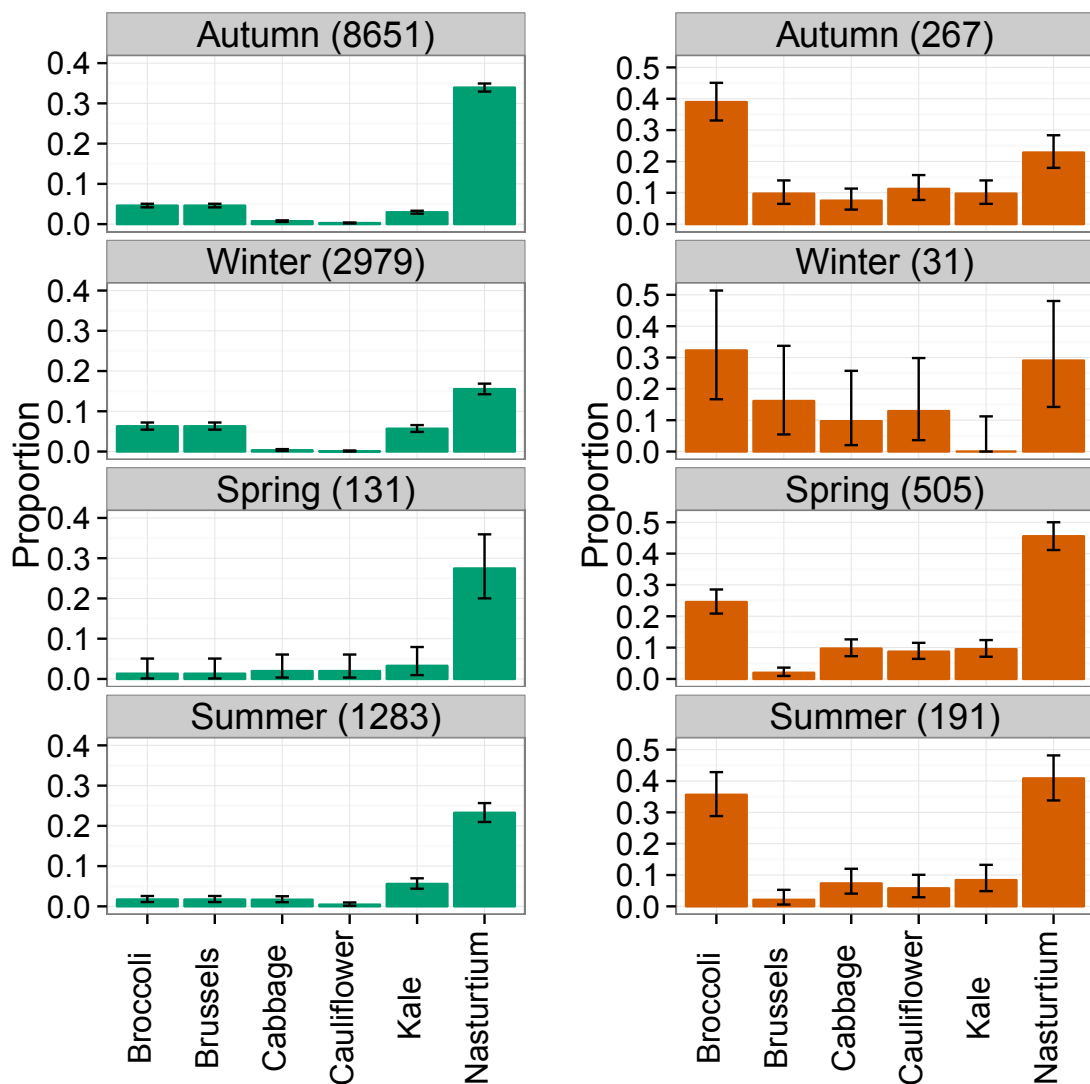 Proportion
Autumn (8651)
0.4
0.3
0.2
0.1
0.0
Winter (2979)
0.4
0.3
0.2
0.1
0.0
Spring (131)
0.4
0.3
0.2
0.1
0.0
Summer (1283)
0.4
0.3
0.2
0.1
0.0
Broccoli
Brussels
Cabbage
Cauliflower
Kale
Nasturtium
Proportion
Autumn (267)
0.5
0.4
0.3
0.2
0.1
0.0
Winter (31)
0.5
0.4
0.3
0.2
0.1
0.0
Spring (505)
0.5
0.4
0.3
0.2
0.1
0.0
Summer (191)
0.5
0.4
0.3
0.2
0.1
0.0
Broccoli
Brussels
Cabbage
Cauliflower
Kale
Nasturtium